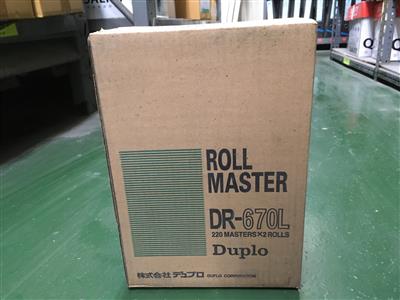 ROLL
MASTER
DR-670L
220 MASTERS×2 ROLLS
Duplo
株式会社デュプロ DUPLO CORPORATION